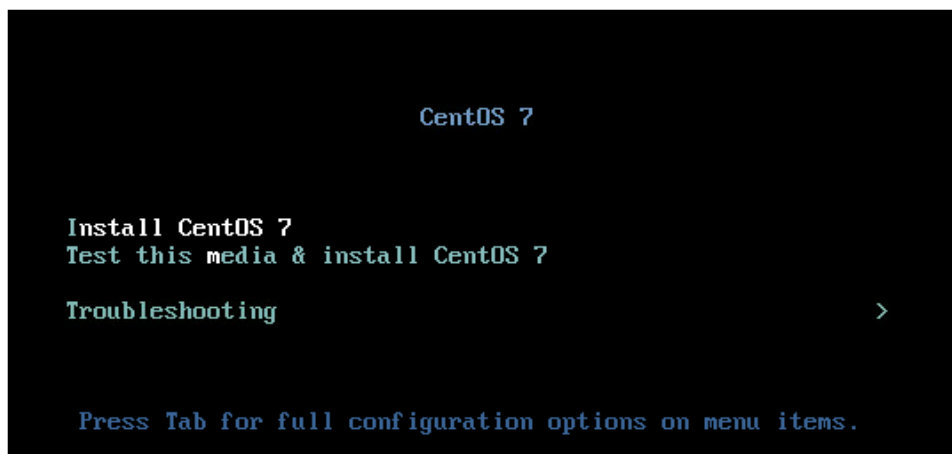 CentOS 7
Install CentOS 7
Test this media & install CentOS 7
Troubleshooting >
Press Tab for full configuration options on menu items.